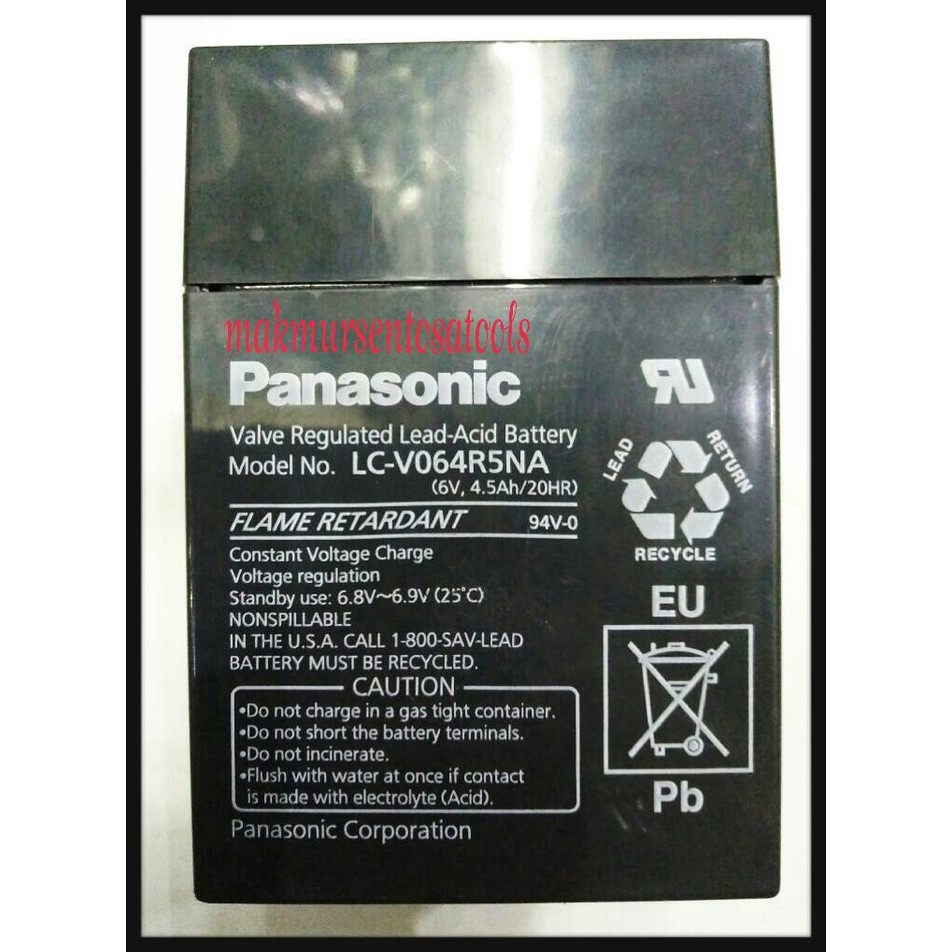 makmursentosatools
Panasonic
Valve Regulated Lead-Acid Battery
Model No. LC-V064R5NA
(6V, 4.5Ah/20HR)
FLAME RETARDANT 94V-0
Constant Voltage Charge
Voltage regulation
Standby use: 6.8V~6.9V (25°C)
NONSPILLABLE
IN THE U.S.A. CALL 1-800-SAV-LEAD
BATTERY MUST BE RECYCLED.
CAUTION
•Do not charge in a gas tight container.
•Do not short the battery terminals.
•Do not incinerate.
•Flush with water at once if contact
is made with electrolyte (Acid).
Panasonic Corporation
RU
LEAD
RETURN
RECYCLE
EU
Pb